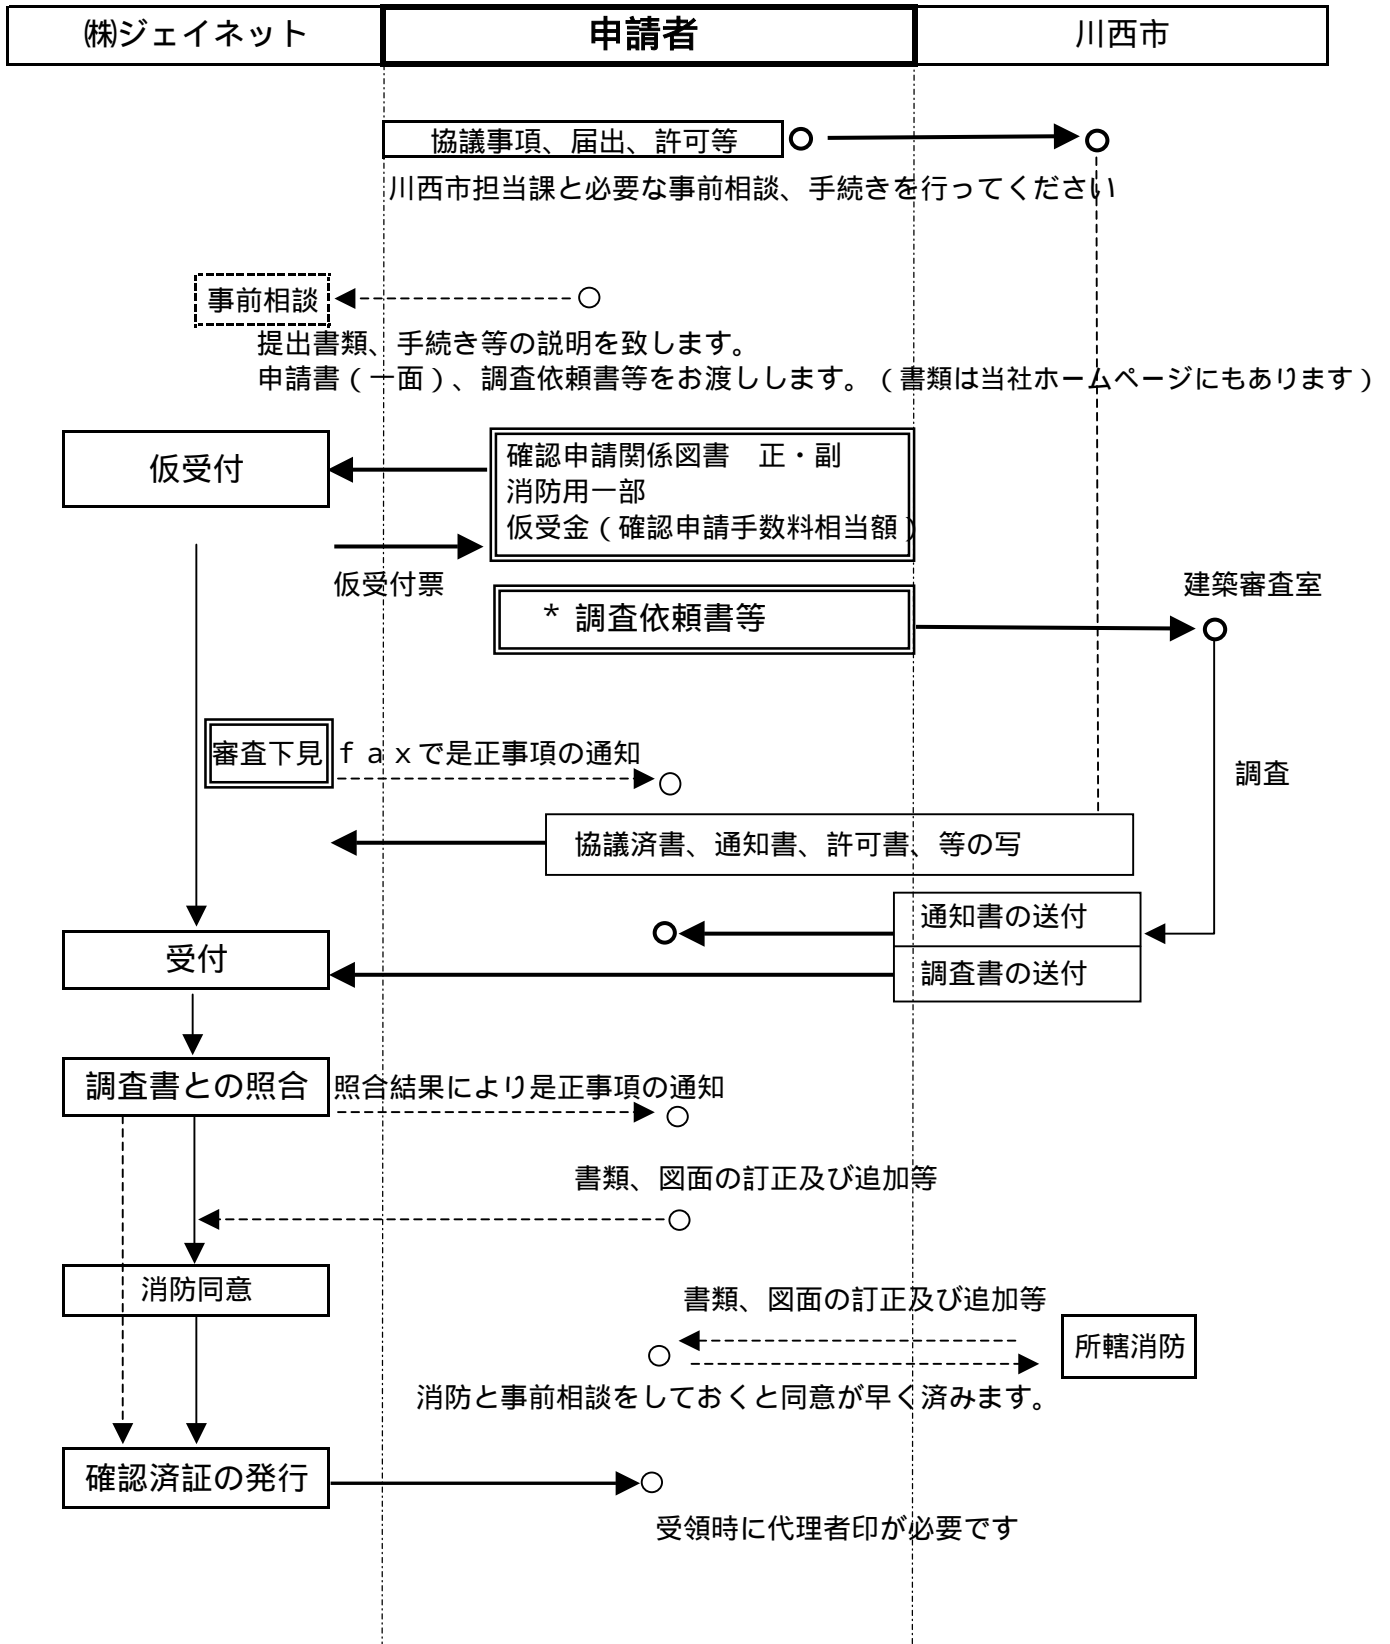 ㈱ジェイネット
申請者
川西市
協議事項、届出、許可等
川西市担当課と必要な事前相談、手続きを行ってください
事前相談
提出書類、手続き等の説明を致します。
申請書（一面）、調査依頼書等をお渡しします。（書類は当社ホームページにもあります）
仮受付
確認申請関係図書　正・副
消防用一部
仮受金（確認申請手数料相当額）
仮受付票
建築審査室
* 調査依頼書等
審査下見
ｆａｘで是正事項の通知
調査
協議済書、通知書、許可書、等の写
通知書の送付
受付
調査書の送付
調査書との照合
照合結果により是正事項の通知
書類、図面の訂正及び追加等
消防同意
書類、図面の訂正及び追加等
所轄消防
消防と事前相談をしておくと同意が早く済みます。
確認済証の発行
受領時に代理者印が必要です